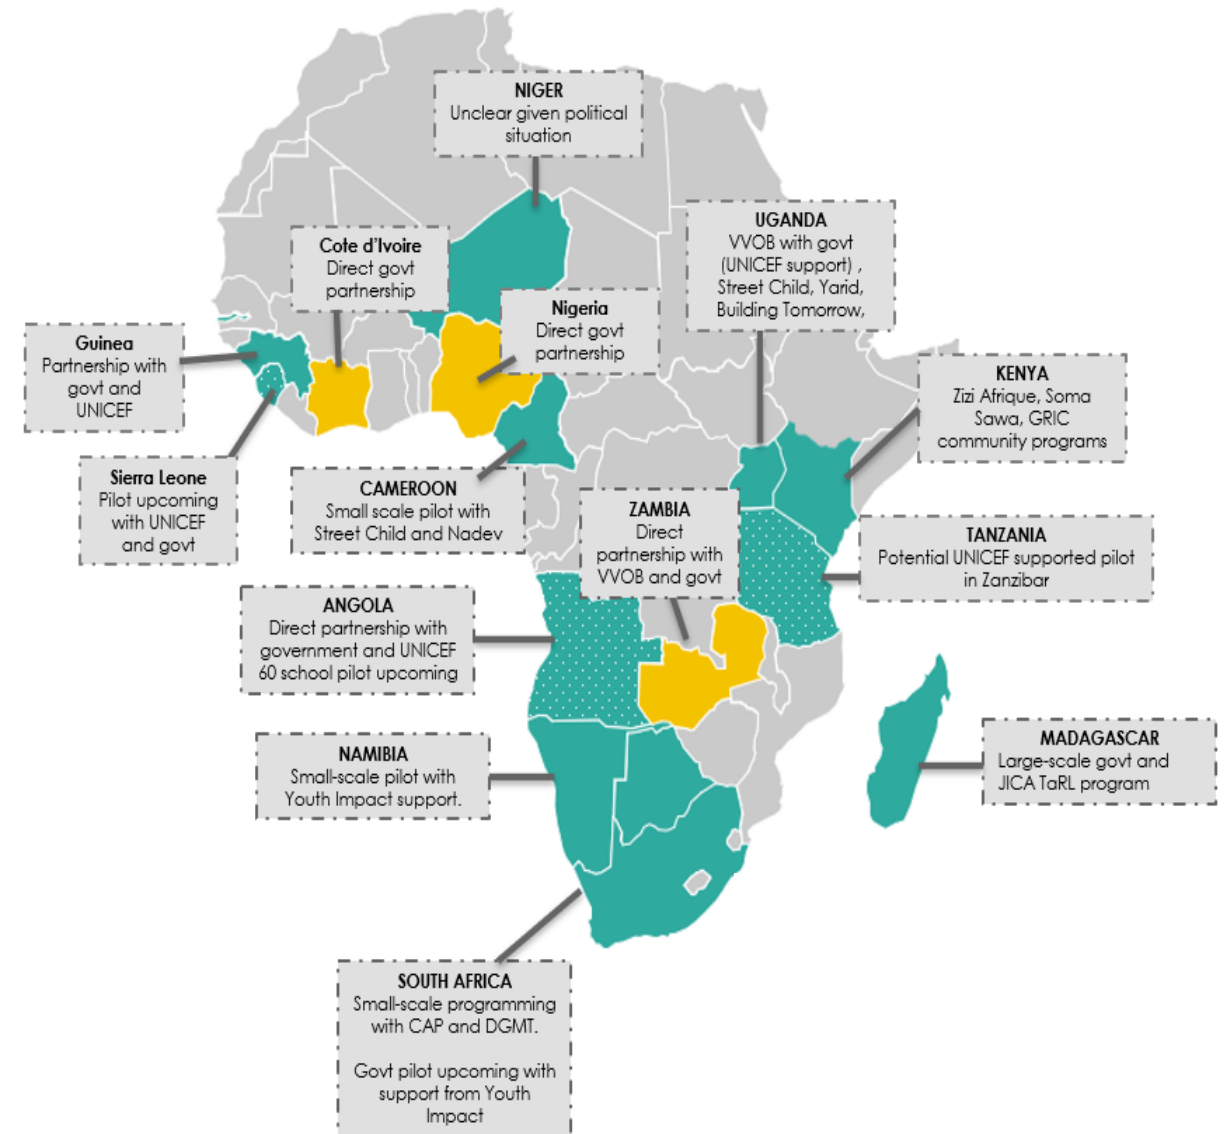 NIGER
Unclear given political
situation
UGANDA
VVOB with govt
(UNICEF support) ,
Street Child, Yarid,
Building Tomorrow,
Cote d'Ivoire
Direct govt
partnership
Nigeria
Direct govt
partnership
Guinea
Partnership with
govt and
UNICEF
KENYA
Zizi Afrique, Soma
Sawa, GRIC
community programs
Sierra Leone
Pilot upcoming
with UNICEF
and govt
CAMEROON
Small scale pilot with
Street Child and Nadev
ZAMBIA
Direct
partnership with
VVOB and govt
TANZANIA
Potential UNICEF supported pilot
in Zanzibar
ANGOLA
Direct partnership with
government and UNICEF
60 school pilot upcoming
NAMIBIA
Small-scale pilot with
Youth Impact support.
MADAGASCAR
Large-scale govt and
JICA TaRL program
SOUTH AFRICA
Small-scale programming
with CAP and DGMT.
Govt pilot upcoming with
support from Youth
Impact